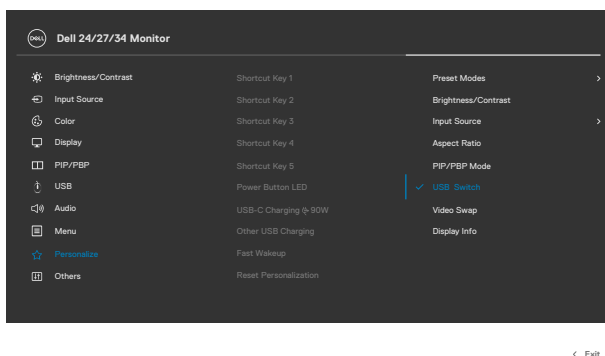 DELL Dell 24/27/34 Monitor
Brightness/Contrast
Input Source
Color
Display
PIP/PBP
USB
Audio
Menu
Personalize
Others
Shortcut Key 1
Shortcut Key 2
Shortcut Key 3
Shortcut Key 4
Shortcut Key 5
Power Button LED
USB-C Charging 90W
Other USB Charging
Fast Wakeup
Reset Personalization
Preset Modes
Brightness/Contrast
Input Source
Aspect Ratio
PIP/PBP Mode
USB Switch
Video Swap
Display Info
Exit